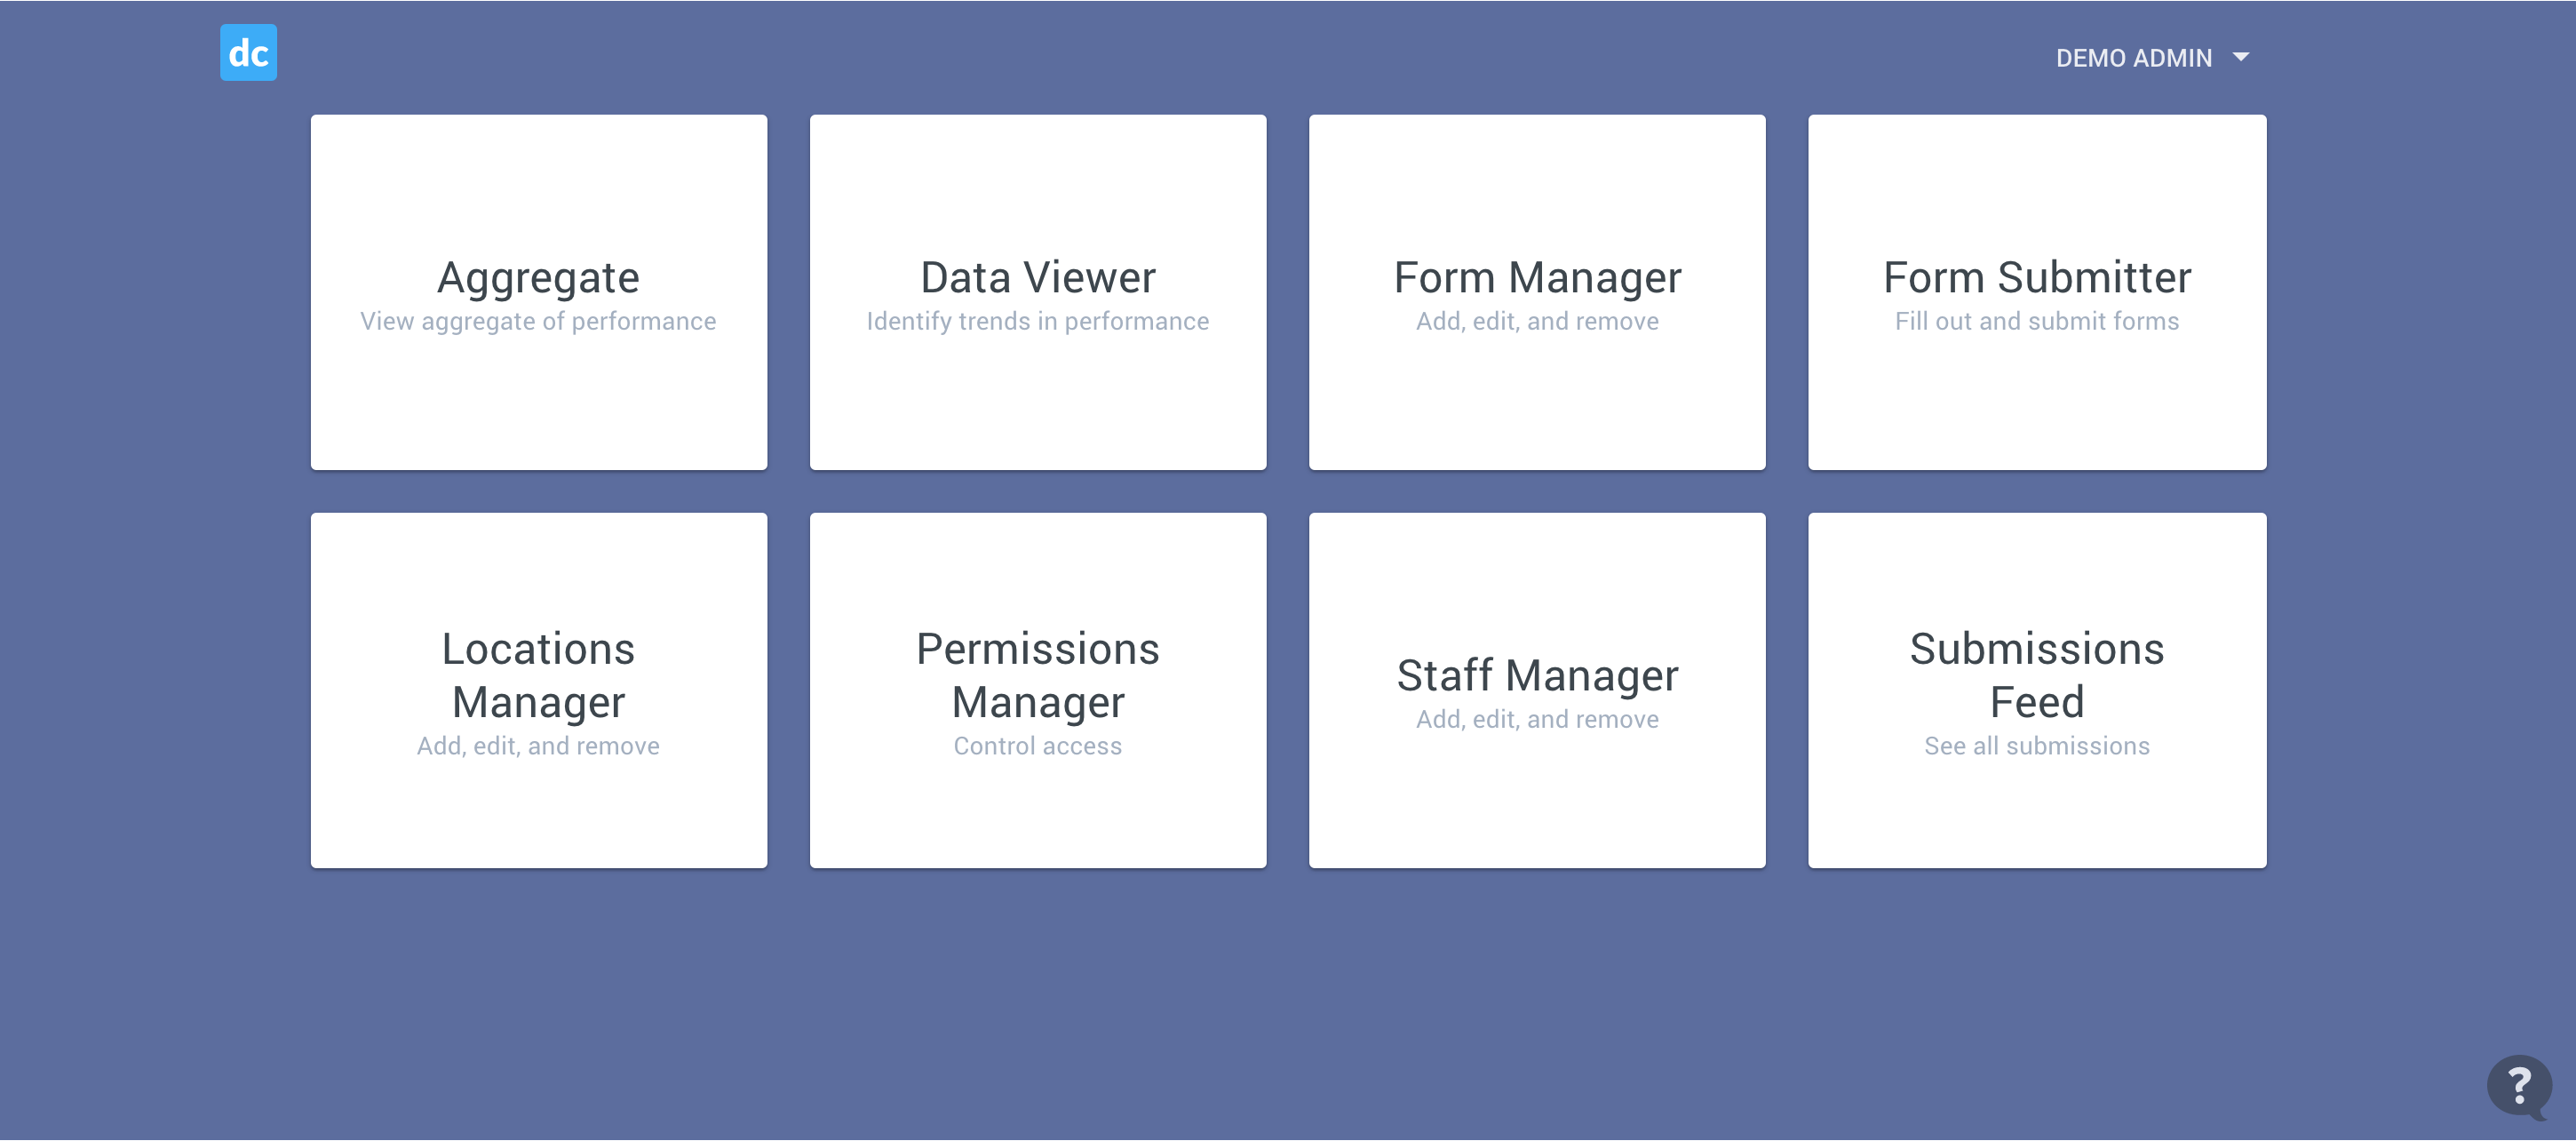 dc
DEMO ADMIN
Aggregate
View aggregate of performance
Data Viewer
Identify trends in performance
Form Manager
Add, edit, and remove
Form Submitter
Fill out and submit forms
Locations
Manager
Add, edit, and remove
Permissions
Manager
Control access
Staff Manager
Add, edit, and remove
Submissions
Feed
See all submissions
?